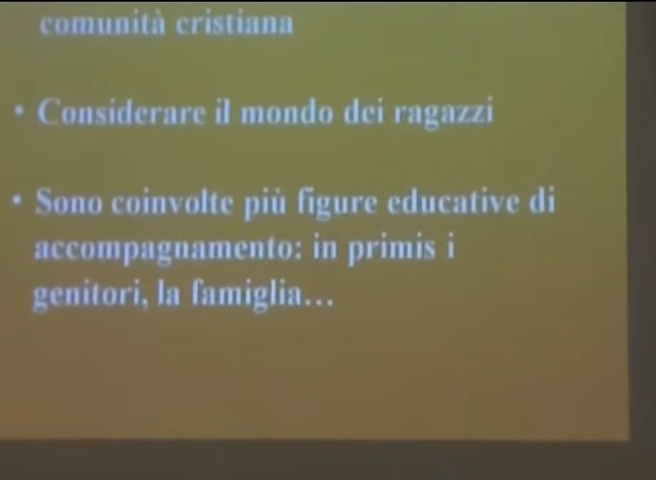 comunità cristiana
• Considerare il mondo dei ragazzi
• Sono coinvolte più figure educative di
accompagnamento: in primis i
genitori, la famiglia...